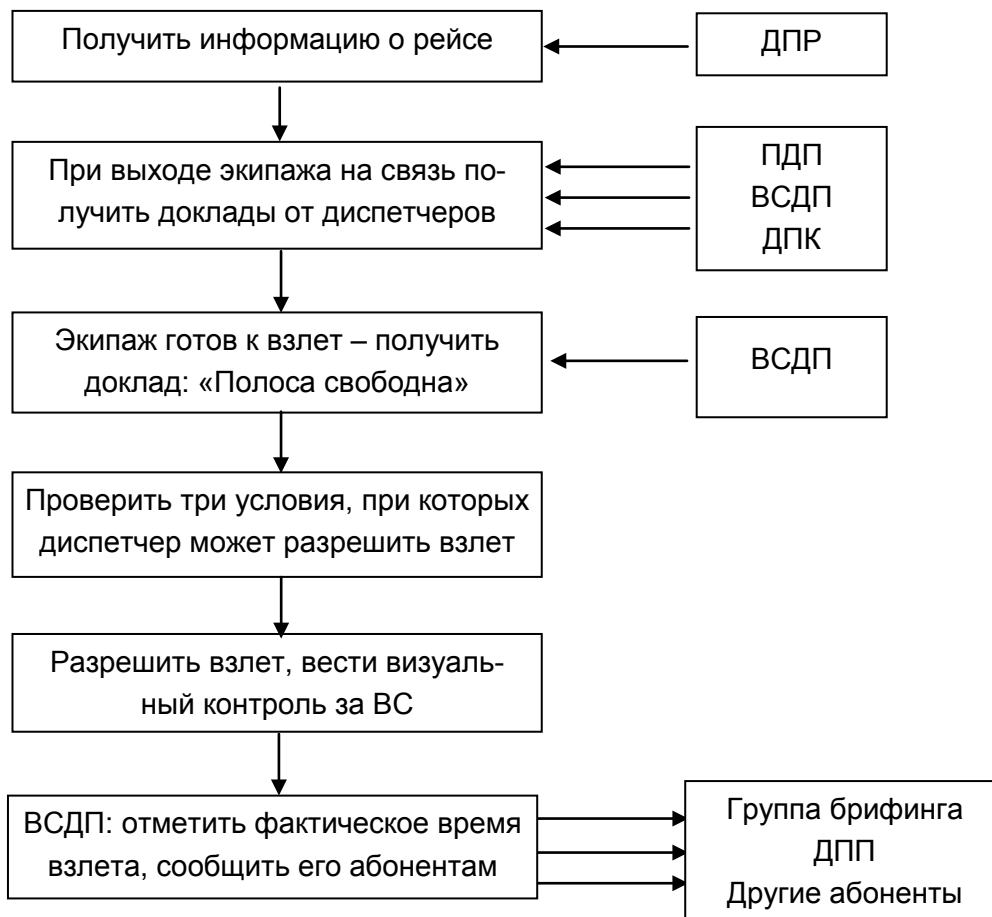 Получить информацию о рейсе
ДПР
При выходе экипажа на связь по-
лучить доклады от диспетчеров
ПДП
ВСДП
ДПК
Экипаж готов к взлет – получить
доклад: «Полоса свободна»
ВСДП
Проверить три условия, при которых
диспетчер может разрешить взлет
Разрешить взлет, вести визуаль-
ный контроль за ВС
ВСДП: отметить фактическое время
взлета, сообщить его абонентам
Группа брифинга
ДПП
Другие абоненты